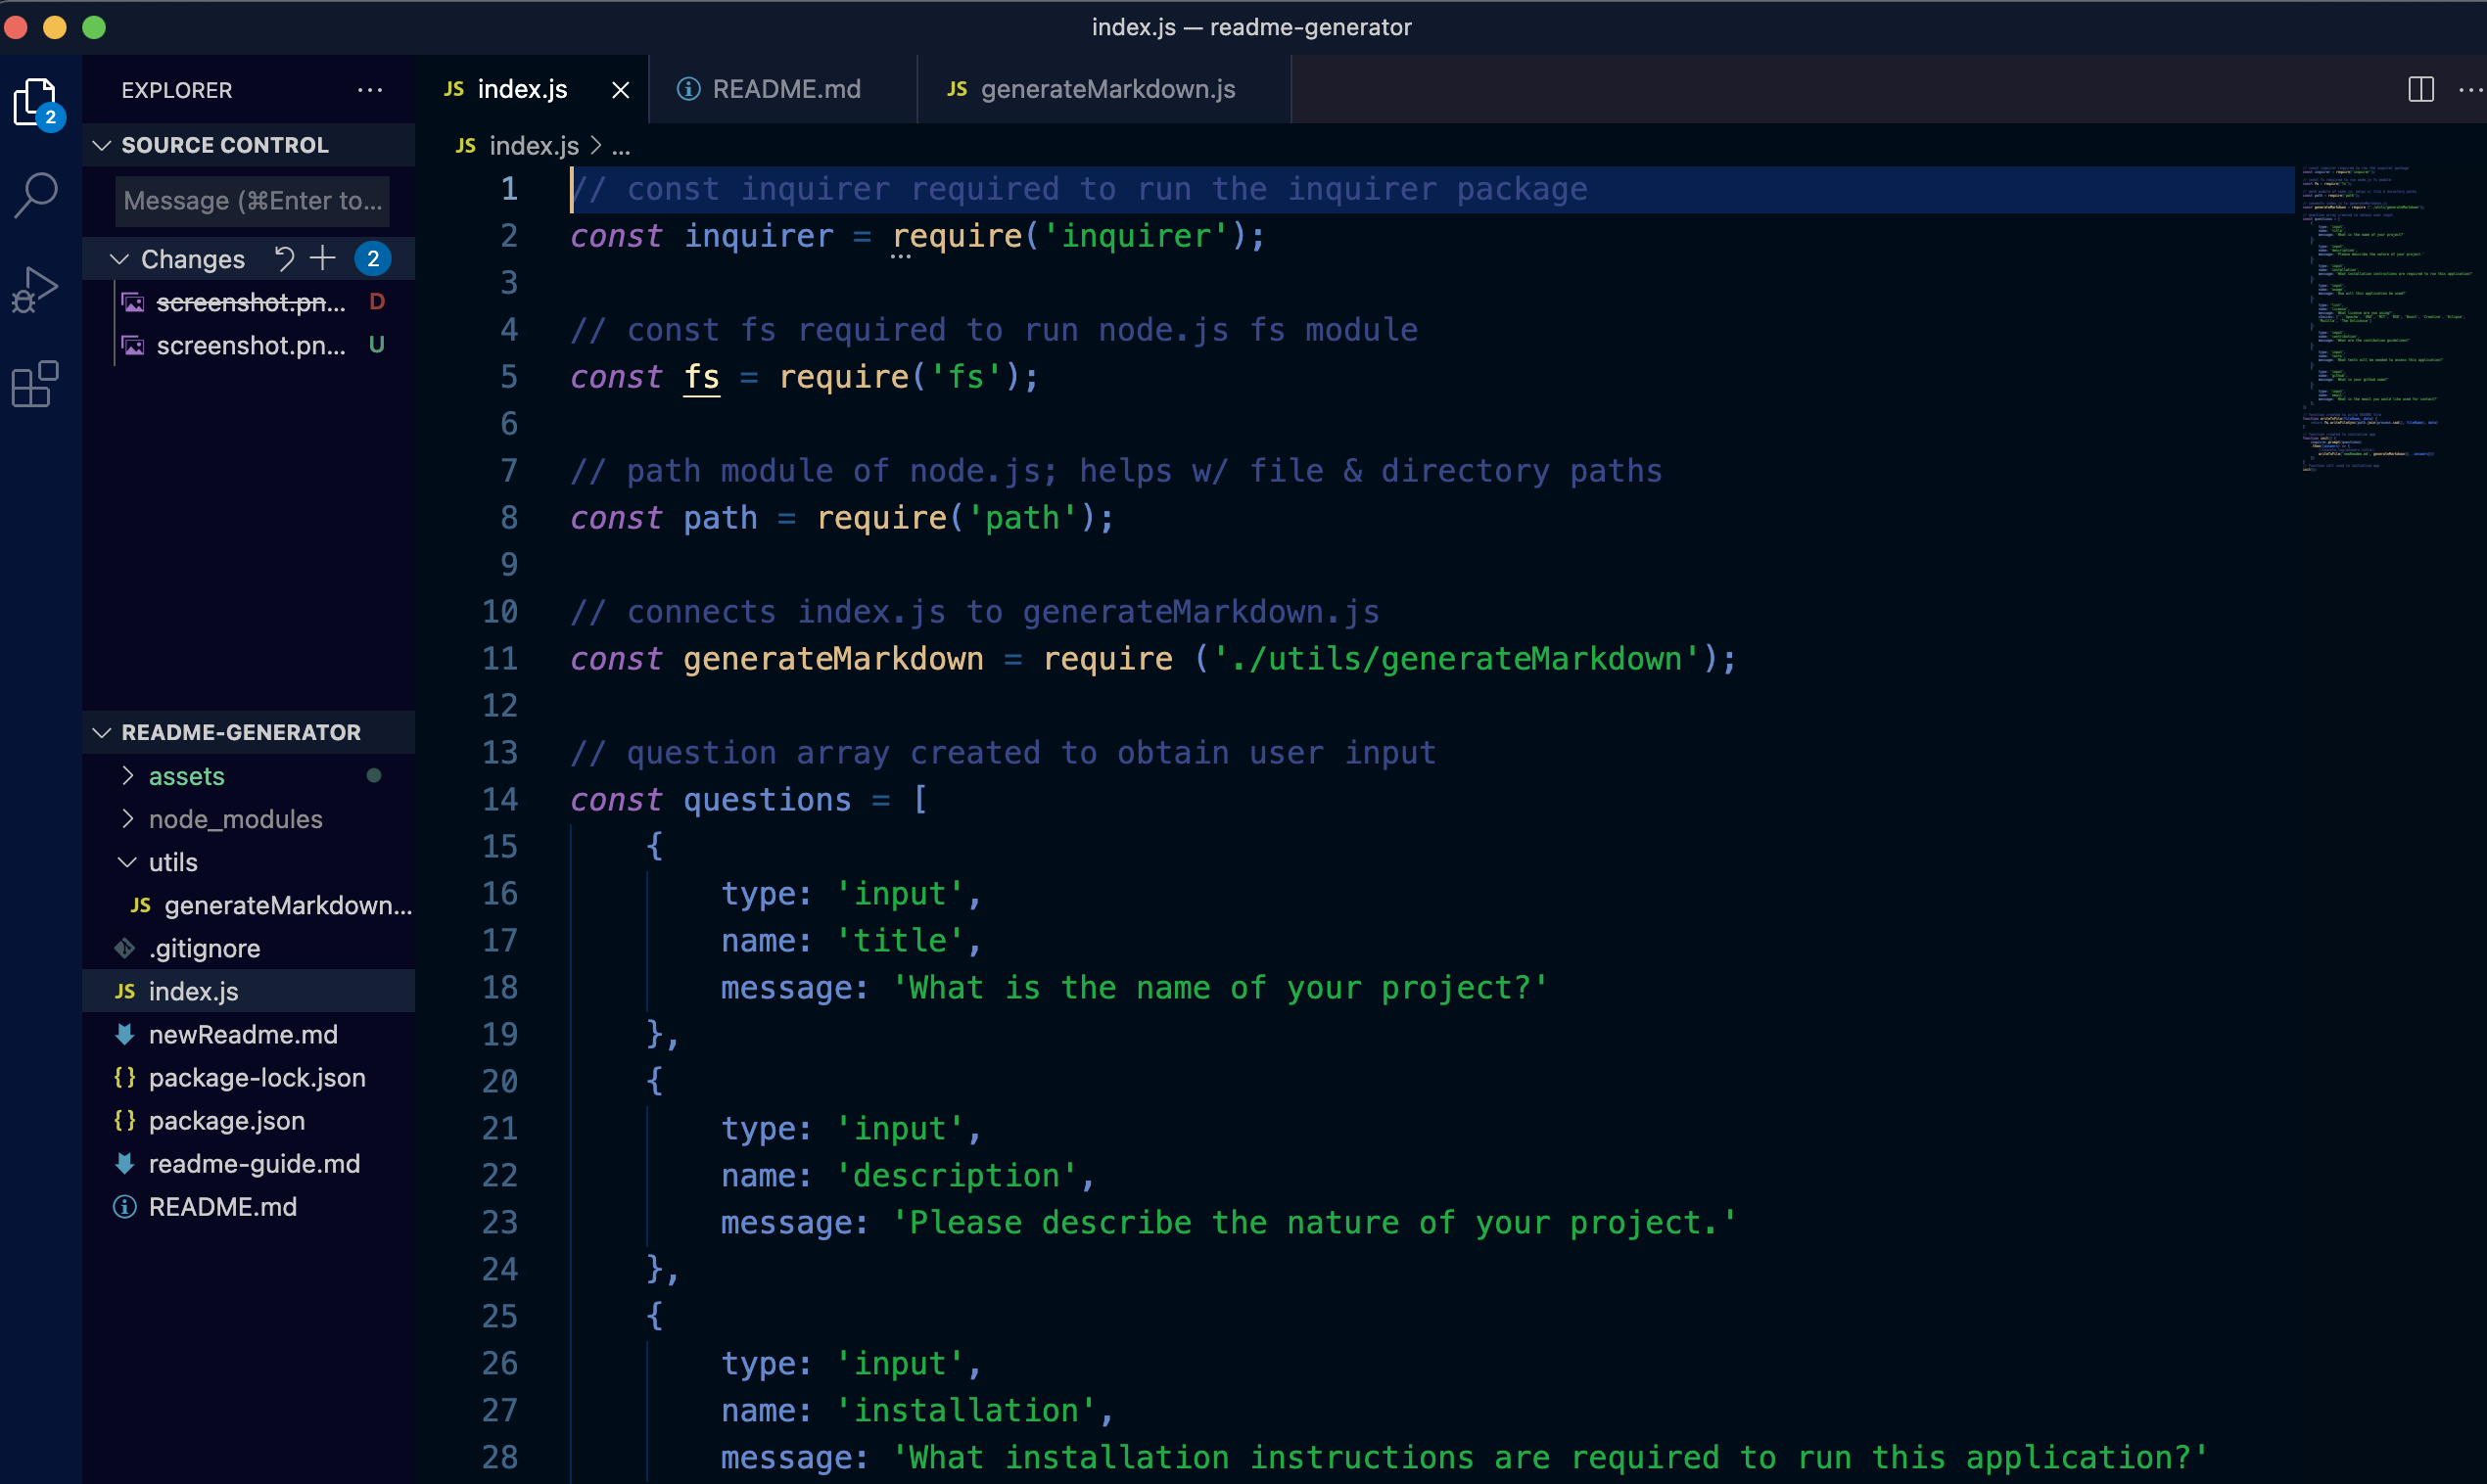 index.js — readme-generator
2
EXPLORER
SOURCE CONTROL
Message (⌘Enter to...
Changes 2
screenshot.pn... D
screenshot.pn... U
README-GENERATOR
assets
node_modules
utils
JS generateMarkdown...
.gitignore
JS index.js
newReadme.md
{} package-lock.json
{} package.json
readme-guide.md
README.md
JS index.js README.md JS generateMarkdown.js
JS index.js > ...
1 // const inquirer required to run the inquirer package
2 const inquirer = require('inquirer');
3
4 // const fs required to run node.js fs module
5 const fs = require('fs');
6
7 // path module of node.js; helps w/ file & directory paths
8 const path = require('path');
9
10 // connects index.js to generateMarkdown.js
11 const generateMarkdown = require ('./utils/generateMarkdown');
12
13 // question array created to obtain user input
14 const questions = [
15 {
16 type: 'input',
17 name: 'title',
18 message: 'What is the name of your project?'
19 },
20 {
21 type: 'input',
22 name: 'description',
23 message: 'Please describe the nature of your project.'
24 },
25 {
26 type: 'input',
27 name: 'installation',
28 message: 'What installation instructions are required to run this application?'